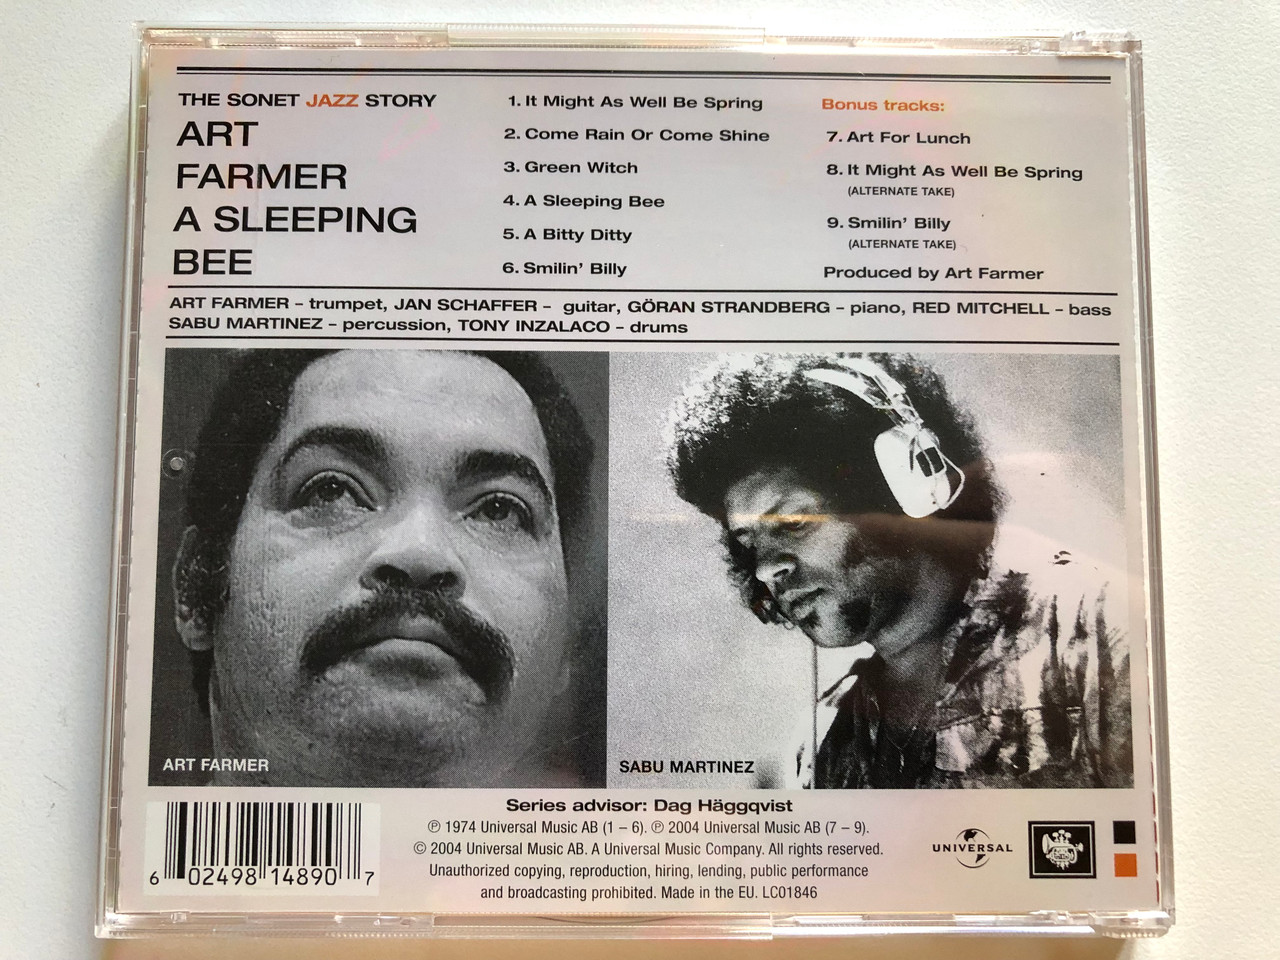 THE SONET JAZZ STORY
ART
FARMER
A SLEEPING
BEE
1. It Might As Well Be Spring
2. Come Rain Or Come Shine
3. Green Witch
4. A Sleeping Bee
5. A Bitty Ditty
6. Smilin' Billy
Bonus tracks:
7. Art For Lunch
8. It Might As Well Be Spring
(ALTERNATE TAKE)
9. Smilin' Billy
(ALTERNATE TAKE)
Produced by Art Farmer
ART FARMER – trumpet, JAN SCHAFFER – guitar, GÖRAN STRANDBERG – piano, RED MITCHELL – bass
SABU MARTINEZ – percussion, TONY INZALACO – drums
ART FARMER
SABU MARTINEZ
Series advisor: Dag Häggqvist
℗ 1974 Universal Music AB (1 – 6). ℗ 2004 Universal Music AB (7 – 9).
© 2004 Universal Music AB. A Universal Music Company. All rights reserved.
Unauthorized copying, reproduction, hiring, lending, public performance
and broadcasting prohibited. Made in the EU. LC01846
6 02498 14890 7
UNIVERSAL